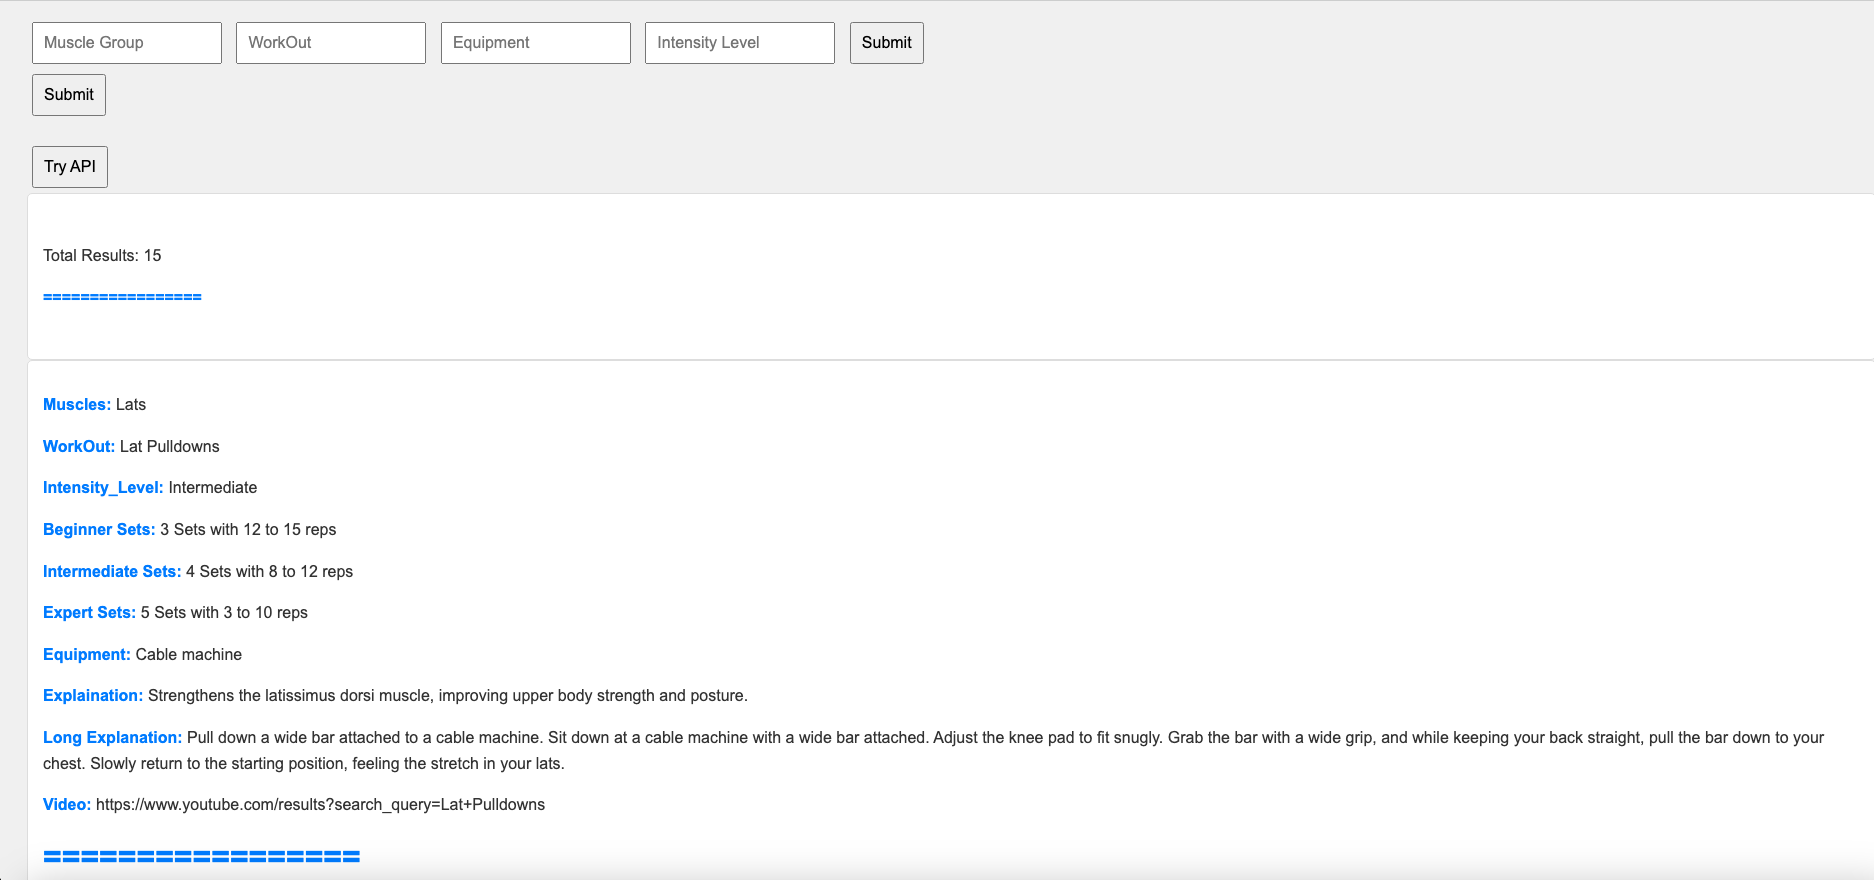 Muscle Group WorkOut Equipment Intensity Level Submit
Submit
Try API
Total Results: 15
=================
Muscles: Lats
WorkOut: Lat Pulldowns
Intensity_Level: Intermediate
Beginner Sets: 3 Sets with 12 to 15 reps
Intermediate Sets: 4 Sets with 8 to 12 reps
Expert Sets: 5 Sets with 3 to 10 reps
Equipment: Cable machine
Explaination: Strengthens the latissimus dorsi muscle, improving upper body strength and posture.
Long Explanation: Pull down a wide bar attached to a cable machine. Sit down at a cable machine with a wide bar attached. Adjust the knee pad to fit snugly. Grab the bar with a wide grip, and while keeping your back straight, pull the bar down to your
chest. Slowly return to the starting position, feeling the stretch in your lats.
Video: https://www.youtube.com/results?search_query=Lat+Pulldowns
=================